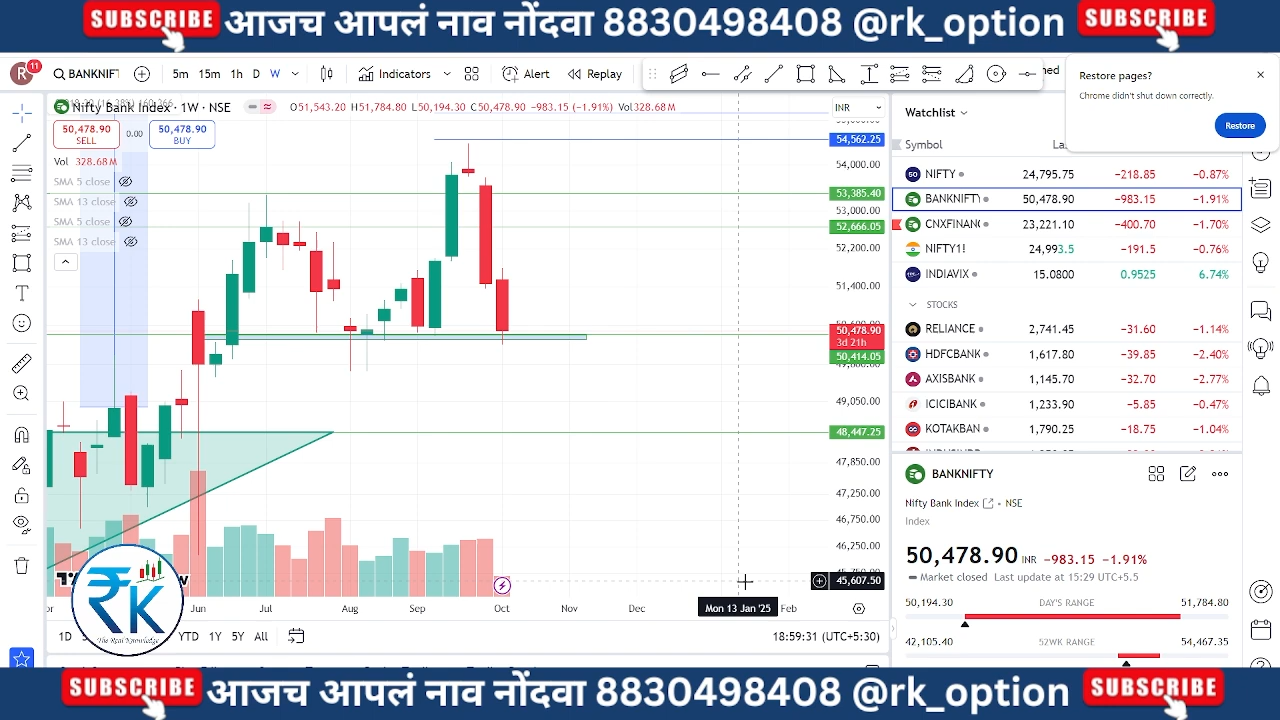 SUBSCRIBE आजच आपलं नाव नोंदवा 8830498408 @rk_option SUBSCRIBE
R 11 BANKNIFT 5m 15m 1h D W Indicators Alert Replay
Restore pages?
Chrome didn't shut down correctly.
Restore
Nifty Bank Index · 1W · NSE O51,543.20 H51,784.80 L50,194.30 C50,478.90 −983.15 (−1.91%) Vol328.68M
INR
50,478.90 SELL 0.00 50,478.90 BUY
Vol 328.68M
SMA 5 close
SMA 13 close
SMA 5 close
SMA 13 close
54,562.25
54,000.00
53,385.40
53,000.00
52,666.05
52,200.00
51,400.00
50,478.90
3d 21h
50,414.05
49,050.00
48,447.25
47,850.00
47,250.00
46,750.00
46,250.00
45,607.50
Jun Jul Aug Sep Oct Nov Dec Mon 13 Jan '25 Feb
1D YTD 1Y 5Y All 18:59:31 (UTC+5:30)
₹K
The Real Knowledge
Watchlist
Symbol
NIFTY 24,795.75 −218.85 −0.87%
BANKNIFTY 50,478.90 −983.15 −1.91%
CNXFINAN 23,221.10 −400.70 −1.70%
NIFTY1! 24,993.5 −191.5 −0.76%
INDIAVIX 15.0800 0.9525 6.74%
STOCKS
RELIANCE 2,741.45 −31.60 −1.14%
HDFCBANK 1,617.80 −39.85 −2.40%
AXISBANK 1,145.70 −32.70 −2.77%
ICICIBANK 1,233.90 −5.85 −0.47%
KOTAKBAN 1,790.25 −18.75 −1.04%
BANKNIFTY
Nifty Bank Index • NSE
Index
50,478.90 INR −983.15 −1.91%
Market closed Last update at 15:29 UTC+5.5
50,194.30 DAY'S RANGE 51,784.80
42,105.40 52WK RANGE 54,467.35
SUBSCRIBE आजच आपलं नाव नोंदवा 8830498408 @rk_option SUBSCRIBE